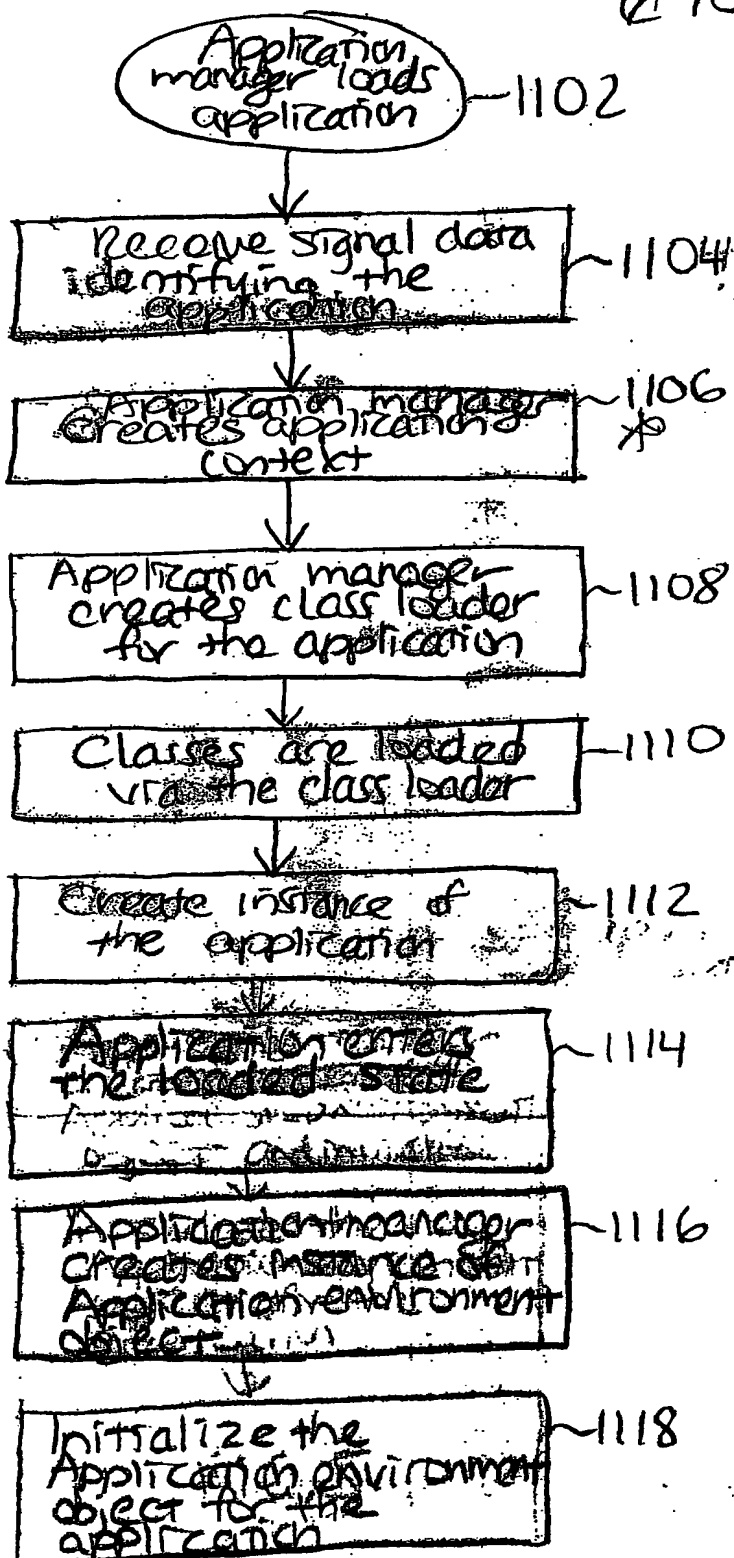 Application
manager loads
application
1102
Receive signal data
identifying the
application
1104
Application manager
creates application
context
1106
Application manager
creates class loader
for the application
1108
Classes are loaded
via the class loader
1110
Create instance of
the application
1112
Application enters
the loaded state
1114
Application manager
creates instance of
Application environment
object
1116
Initialize the
Application environment
object for the
application
1118